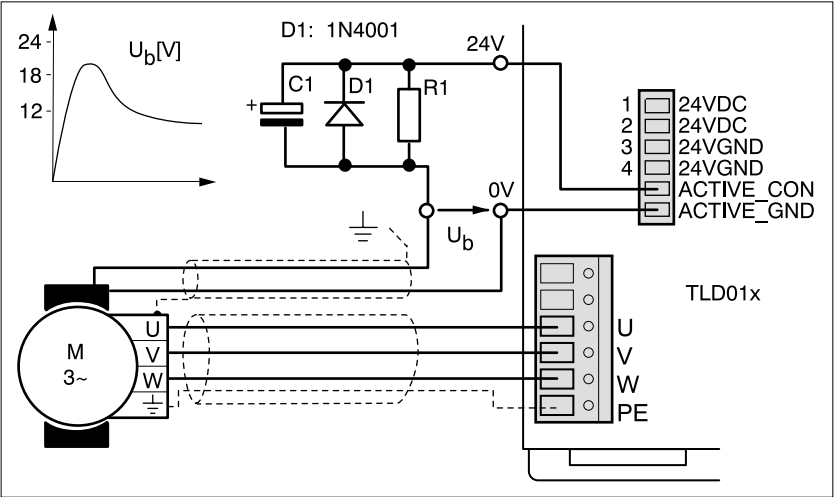 D1: 1N4001
24
18
12
Ub[V]
24V
+
C1
D1
R1
1 24VDC
2 24VDC
3 24VGND
4 24VGND
ACTIVE_CON
ACTIVE_GND
0V
Ub
TLD01x
M
3~
U
V
W
U
V
W
PE